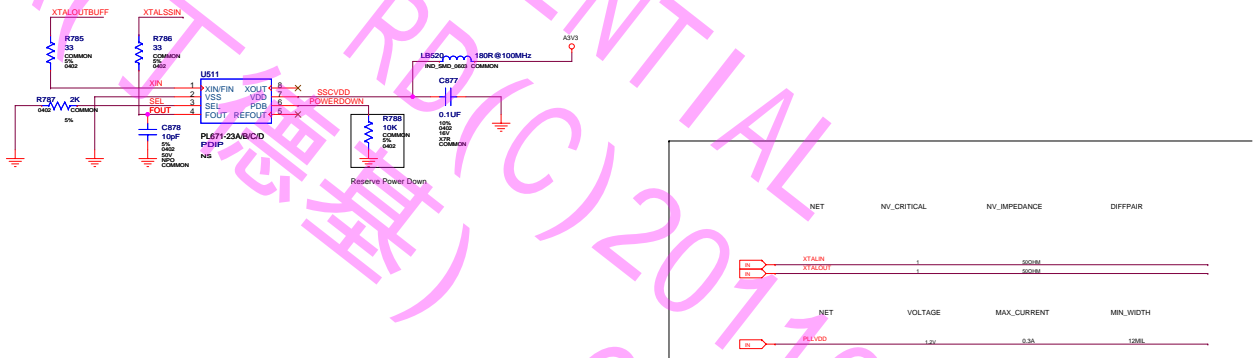 XTALOUTBUFF
XTALSSIN
R785
33
COMMON
5%
0402
R786
33
COMMON
5%
0402
XIN
R787 2K
0402 COMMON
5%
SEL
FOUT
C878
10pF
5%
0402
50V
NPO
COMMON
U511
1 XIN/FIN XOUT 8
2 VSS VDD 7
3 SEL PDB 6
4 FOUT REFOUT 5
PL671-23A/B/C/D
PDIP
NS
SSCVDD
POWERDOWN
R788
10K
COMMON
5%
0402
Reserve Power Down
LB520 180R@100MHz
IND_SMD_0603 COMMON
A3V3
C877
0.1UF
10%
0402
16V
X7R
COMMON
NET NV_CRITICAL NV_IMPEDANCE DIFFPAIR
IN XTALIN 1 50OHM
IN XTALOUT 1 50OHM
NET VOLTAGE MAX_CURRENT MIN_WIDTH
IN PLLVDD 1.2V 0.3A 12MIL
ENTIAL
RD(C)2011
德基)